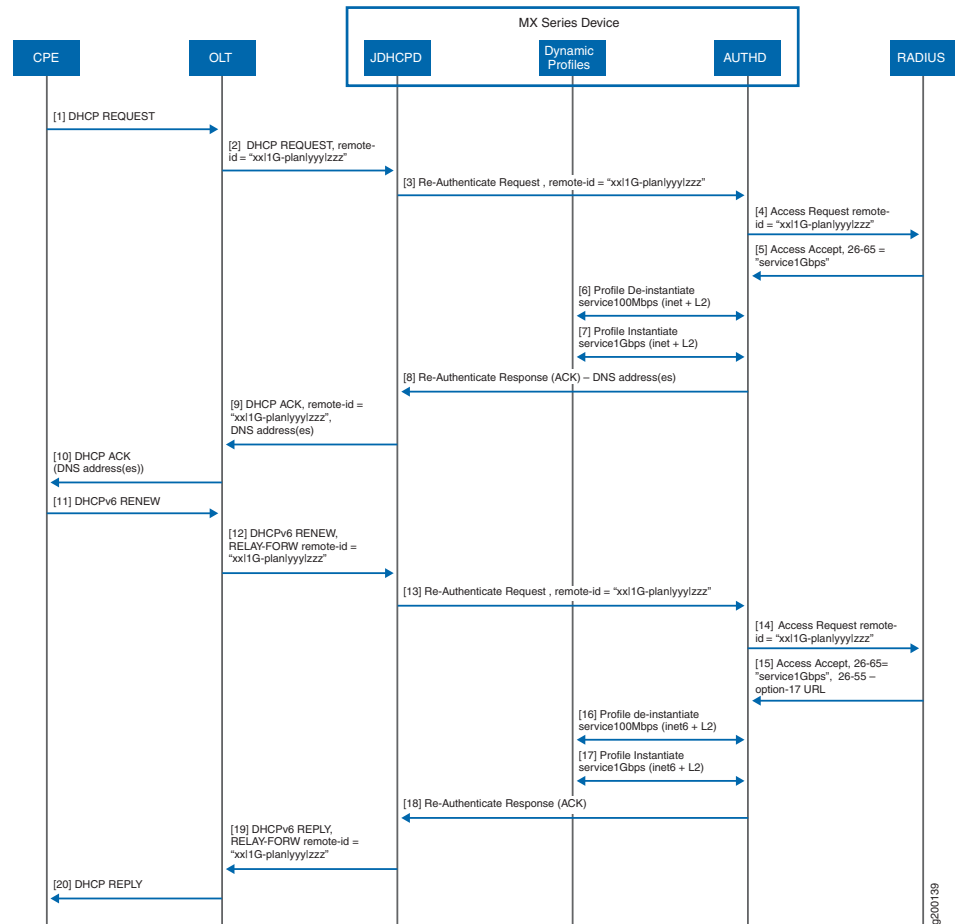 MX Series Device
CPE
OLT
JDHCPD
Dynamic
Profiles
AUTHD
RADIUS
[1] DHCP REQUEST
[2] DHCP REQUEST, remote-
id = “xx|1G-plan|yyy|zzz”
[3] Re-Authenticate Request , remote-id = “xx|1G-plan|yyy|zzz”
[4] Access Request remote-
id = “xx|1G-plan|yyy|zzz”
[5] Access Accept, 26-65 =
”service1Gbps”
[6] Profile De-instantiate
service100Mbps (inet + L2)
[7] Profile Instantiate
service1Gbps (inet + L2)
[8] Re-Authenticate Response (ACK) – DNS address(es)
[9] DHCP ACK, remote-id =
“xx|1G-plan|yyy|zzz”,
DNS address(es)
[10] DHCP ACK
(DNS address(es))
[11] DHCPv6 RENEW
[12] DHCPv6 RENEW,
RELAY-FORW remote-id =
“xx|1G-plan|yyy|zzz”
[13] Re-Authenticate Request , remote-id = “xx|1G-plan|yyy|zzz”
[14] Access Request remote-
id = “xx|1G-plan|yyy|zzz”
[15] Access Accept, 26-65=
”service1Gbps”, 26-55 –
option-17 URL
[16] Profile de-instantiate
service100Mbps (inet6 + L2)
[17] Profile Instantiate
service1Gbps (inet6 + L2)
[18] Re-Authenticate Response (ACK)
[19] DHCPv6 REPLY,
RELAY-FORW remote-id =
“xx|1G-plan|yyy|zzz”
[20] DHCP REPLY
g200139